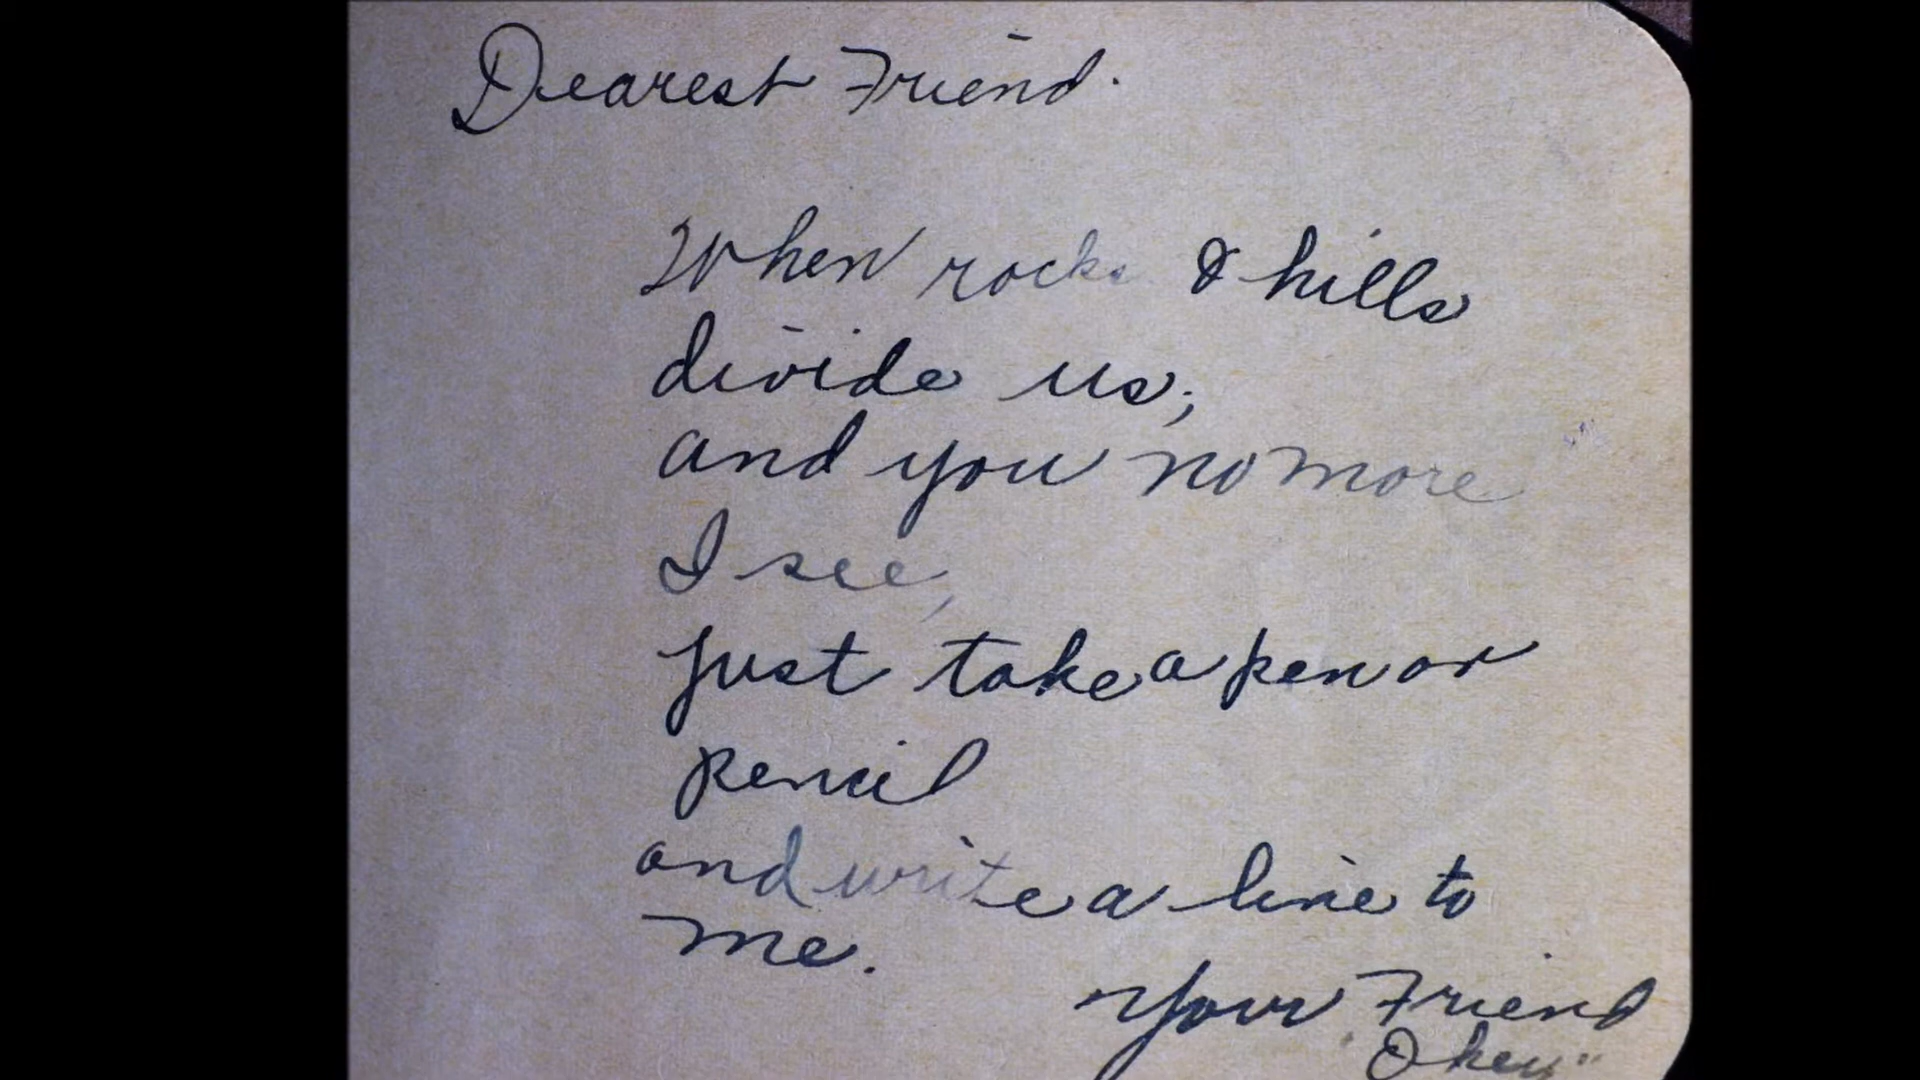 Dearest Friend.
When rocks & hills
divide us;
and you no more
I see,
just take a pen or
pencil
and write a line to
me.
Your Friend
"Okey"